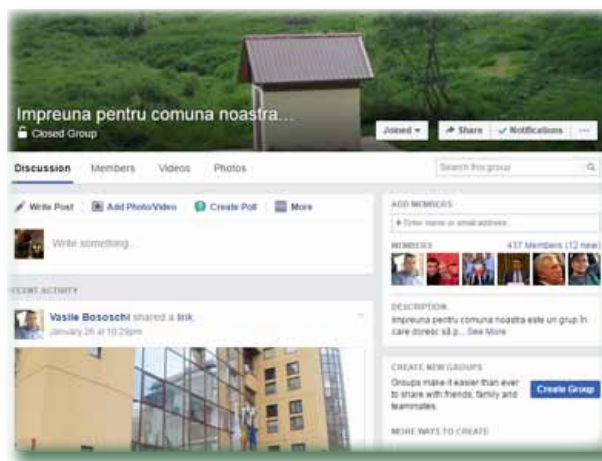 Impreuna pentru comuna noastra...
Closed Group
Joined
Share
Notifications
Discussion
Members
Videos
Photos
Search this group
Write Post
Add Photo/Video
Create Poll
More
Write something...
RECENT ACTIVITY
Vasile Bososchi shared a link.
January 26 at 10:29pm
ADD MEMBERS
+ Enter name or email address...
MEMBERS
437 Members (12 new)
DESCRIPTION
Impreuna pentru comuna noastra este un grup în
care doresc să p... See More
CREATE NEW GROUPS
Groups make it easier than ever
to share with friends, family and
teammates.
Create Group
MORE WAYS TO CREATE